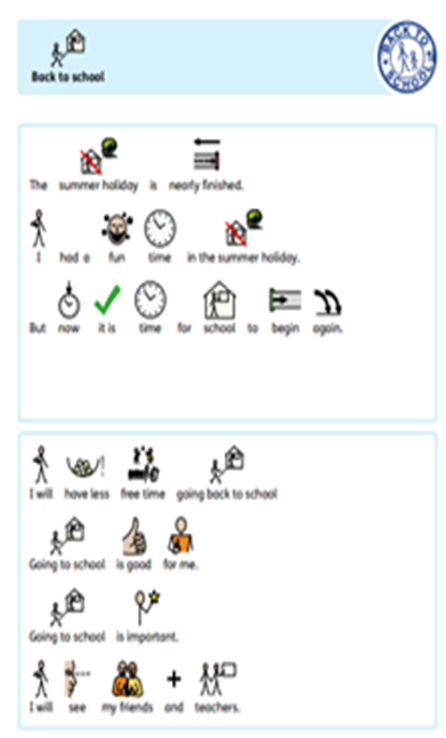 Back to school
BACK TO SCHOOL
The summer holiday is nearly finished.
I had a fun time in the summer holiday.
But now it is time for school to begin again.
I will have less free time going back to school
Going to school is good for me.
Going to school is important.
I will see my friends and teachers.